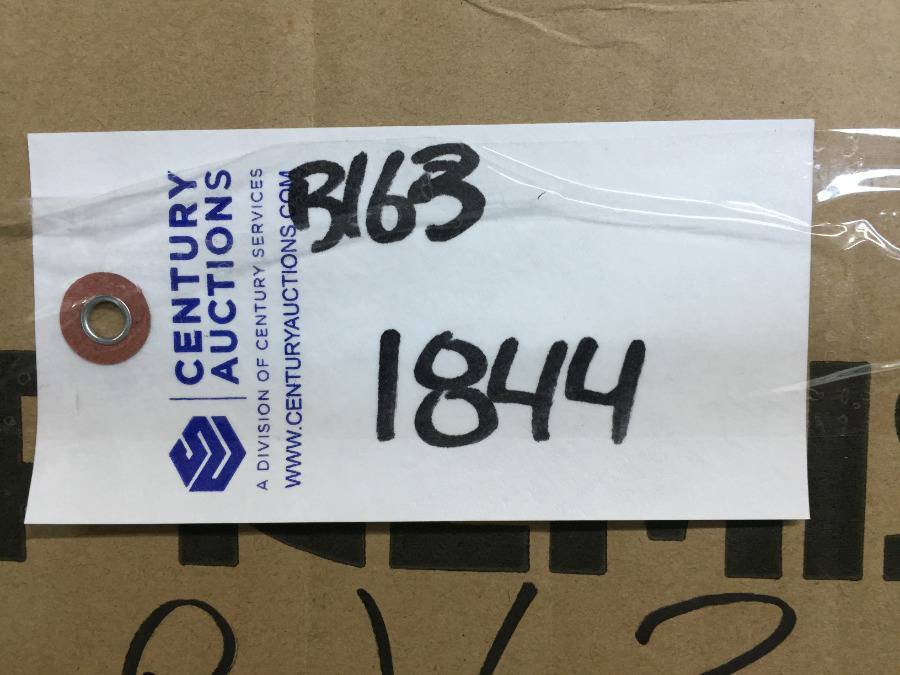 B163
1844
CENTURY
AUCTIONS
A DIVISION OF CENTURY SERVICES
WWW.CENTURYAUCTIONS.COM